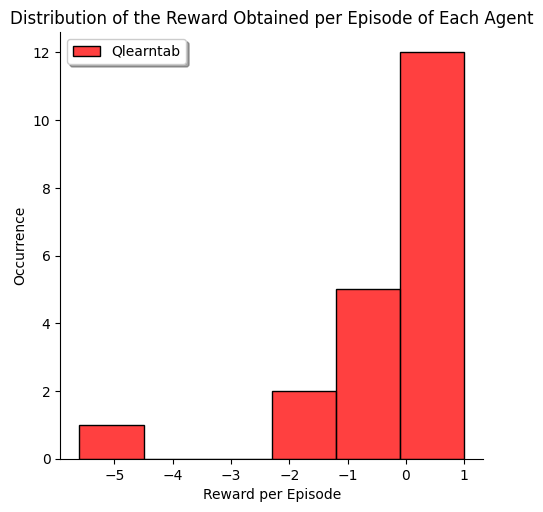 Distribution of the Reward Obtained per Episode of Each Agent
Qlearntab
12
10
8
6
4
2
0
Occurrence
−5 −4 −3 −2 −1 0 1
Reward per Episode